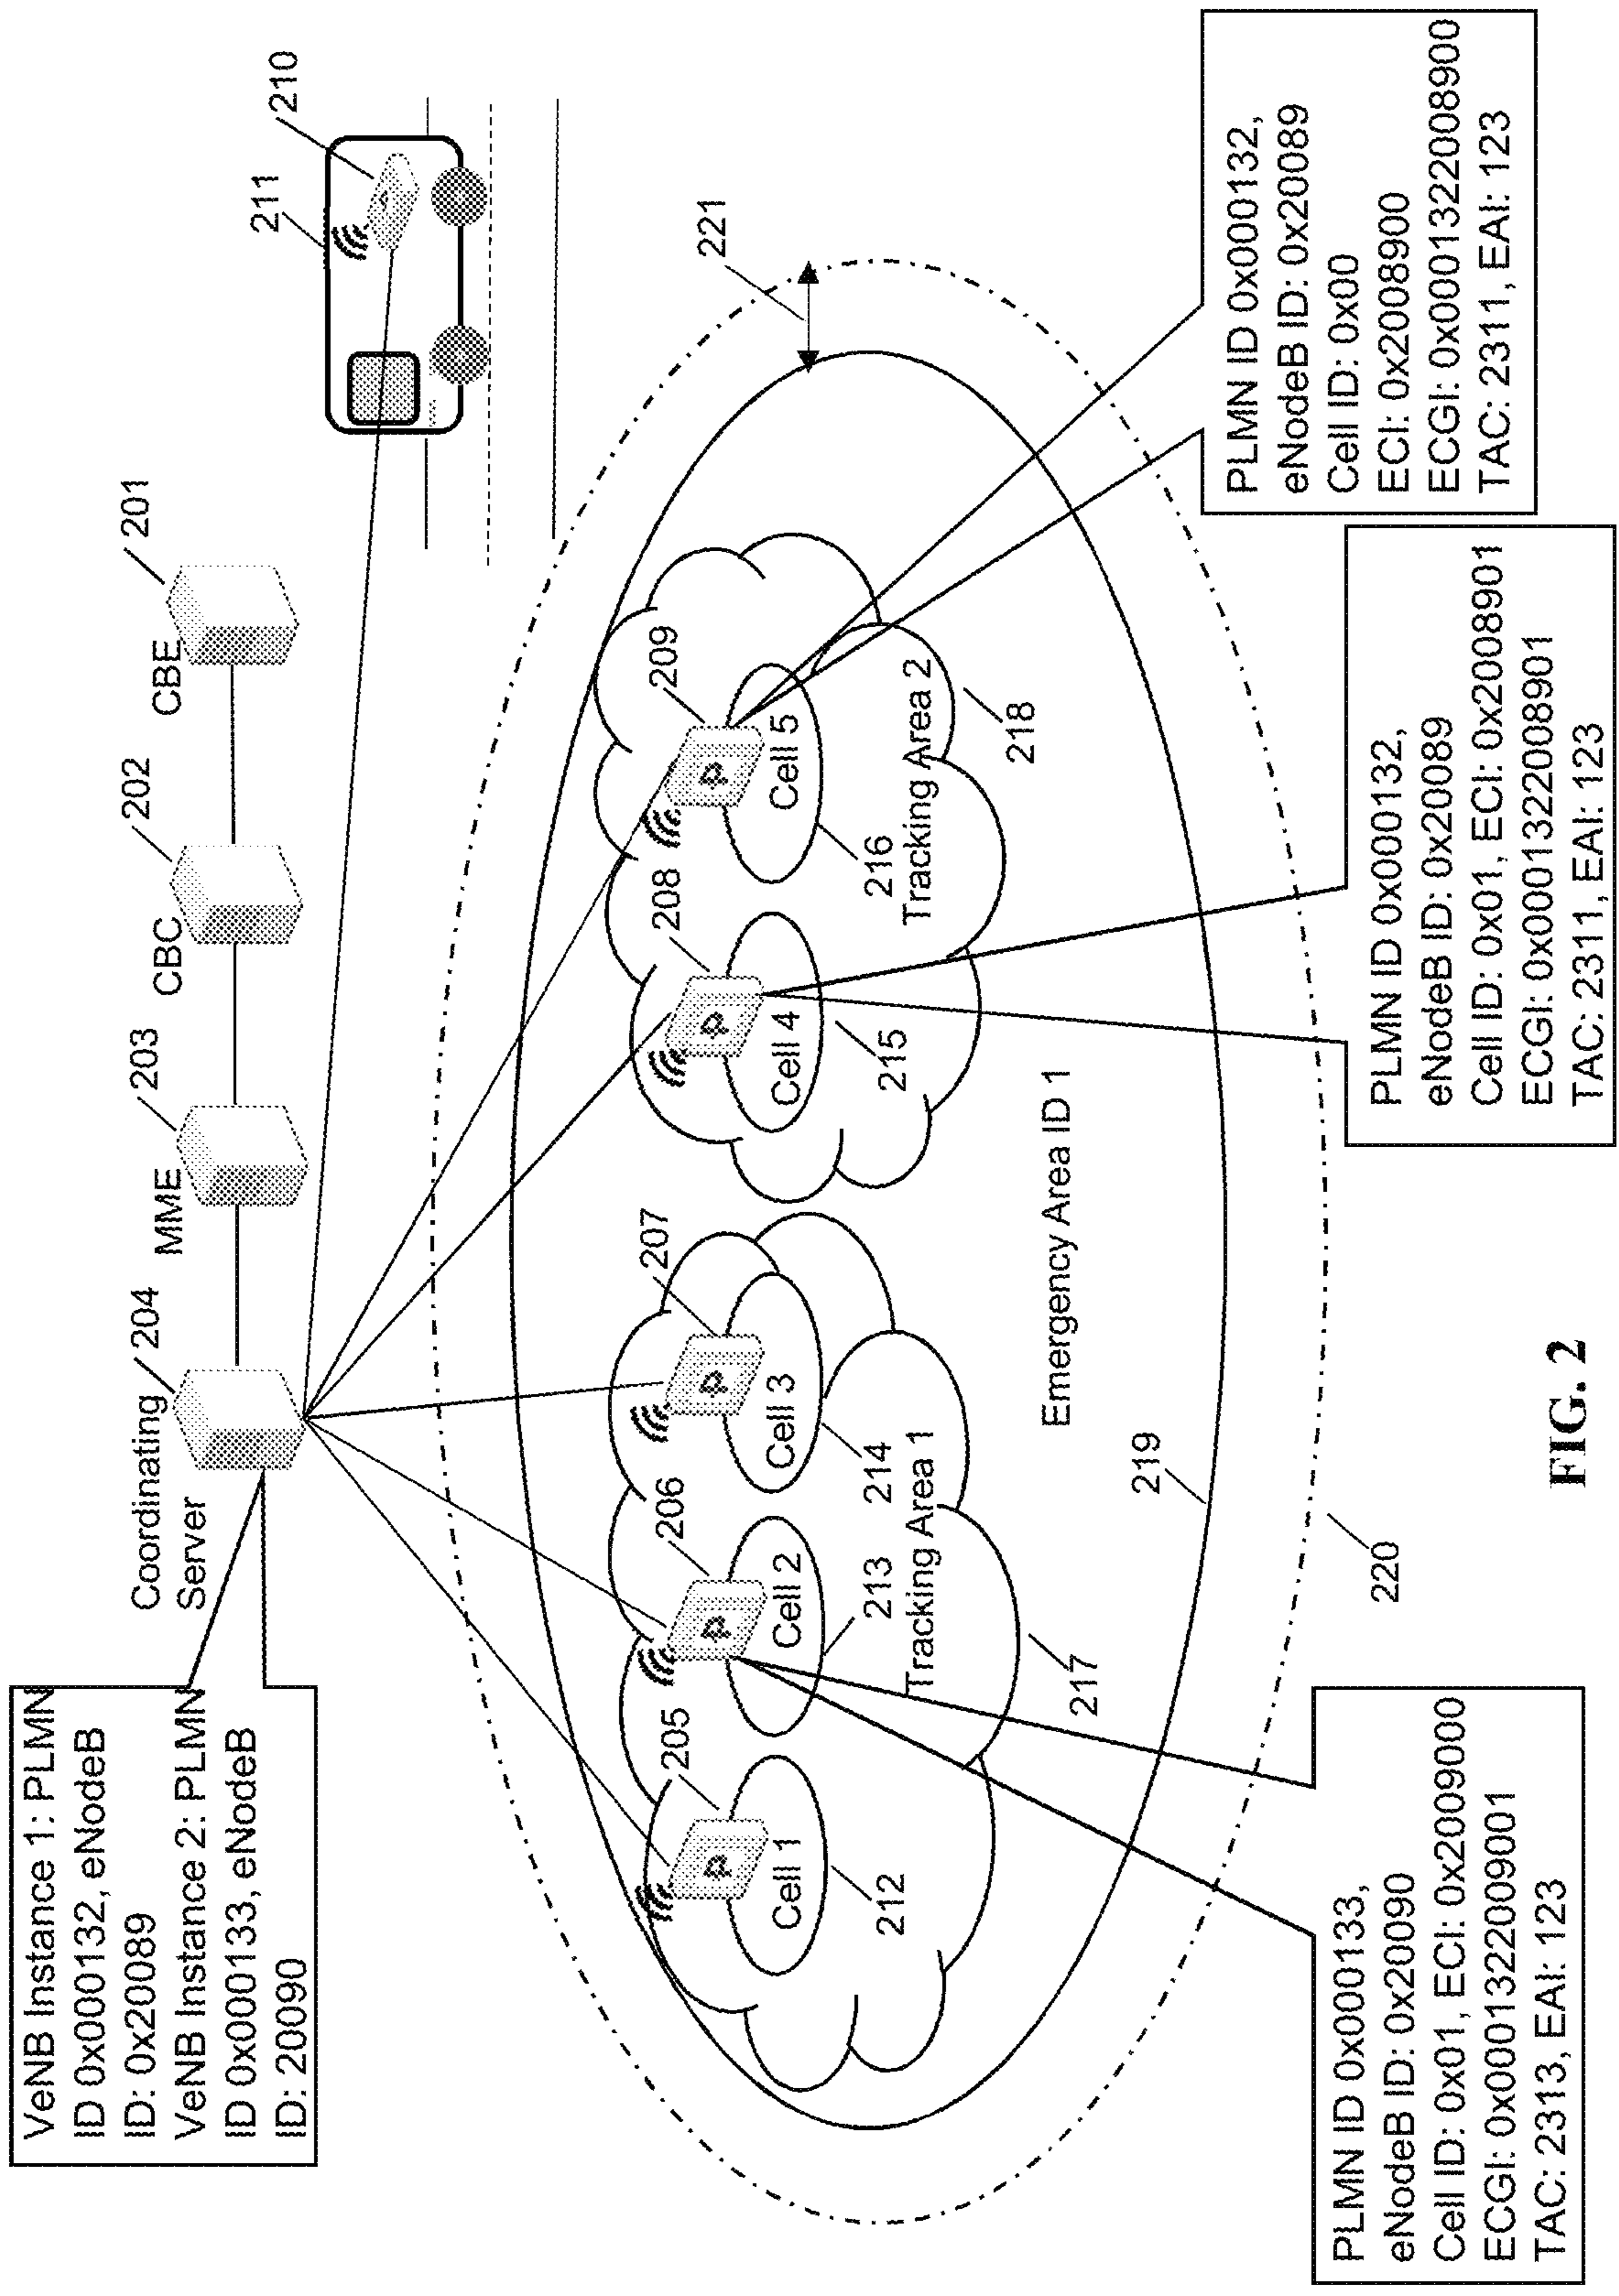 VeNB Instance 1: PLMN
ID 0x000132, eNodeB
ID: 0x20089
VeNB Instance 2: PLMN
ID 0x000133, eNodeB
ID: 20090
Coordinating
Server
204
MME
203
CBC
202
CBE
201
211
210
205
206
207
208
209
Cell 1
Cell 2
Cell 3
Cell 4
Cell 5
212
213
214
215
216
Tracking Area 1
Tracking Area 2
217
218
221
Emergency Area ID 1
219
220
PLMN ID 0x000133,
eNodeB ID: 0x20090
Cell ID: 0x01, ECI: 0x2009000
ECGI: 0x0001322009001
TAC: 2313, EAI: 123
PLMN ID 0x000132,
eNodeB ID: 0x20089
Cell ID: 0x01, ECI: 0x2008901
ECGI: 0x0001322008901
TAC: 2311, EAI: 123
PLMN ID 0x000132,
eNodeB ID: 0x20089
Cell ID: 0x00
ECI: 0x2008900
ECGI: 0x0001322008900
TAC: 2311, EAI: 123
FIG. 2